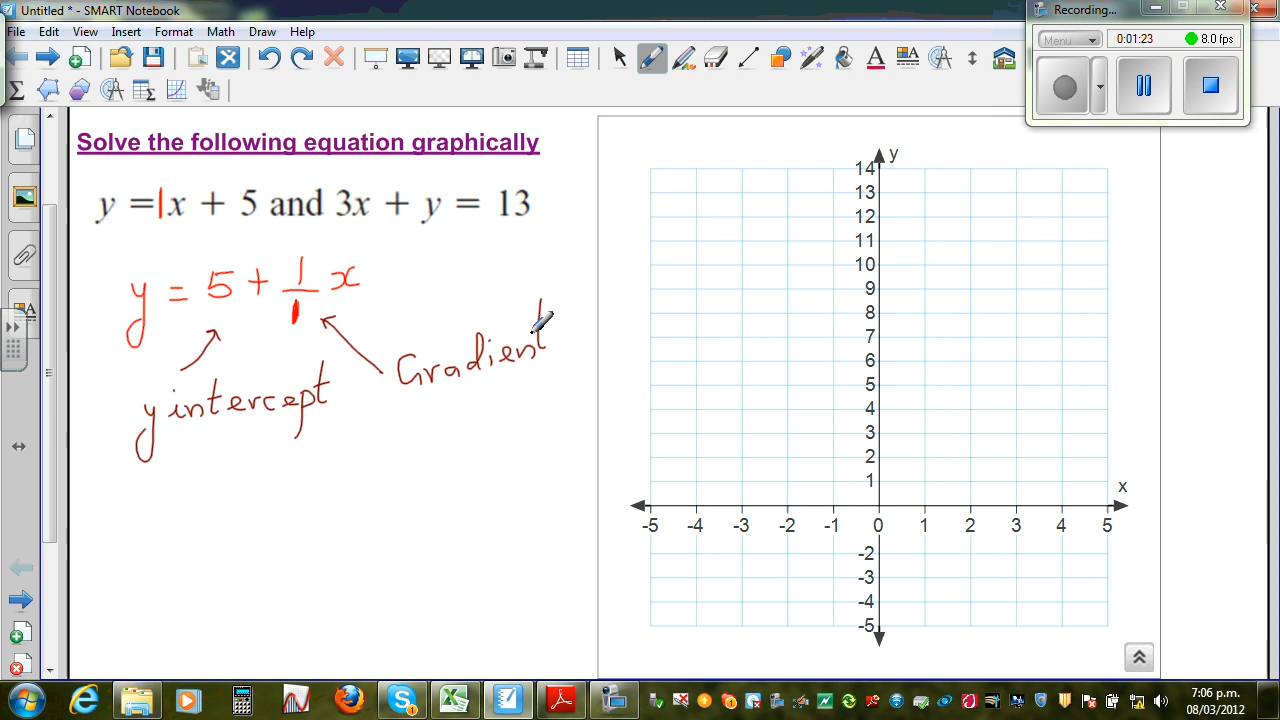 Untitled * - SMART Notebook
File Edit View Insert Format Math Draw Help
Recording...
Menu 0:01:23 8.0 fps
Solve the following equation graphically
y =1x + 5 and 3x + y = 13
y = 5 + 1/1 x
y intercept
Gradient
y
14
13
12
11
10
9
8
7
6
5
4
3
2
1
x
-5 -4 -3 -2 -1 0 1 2 3 4 5
-2
-3
-4
-5
7:06 p.m.
08/03/2012